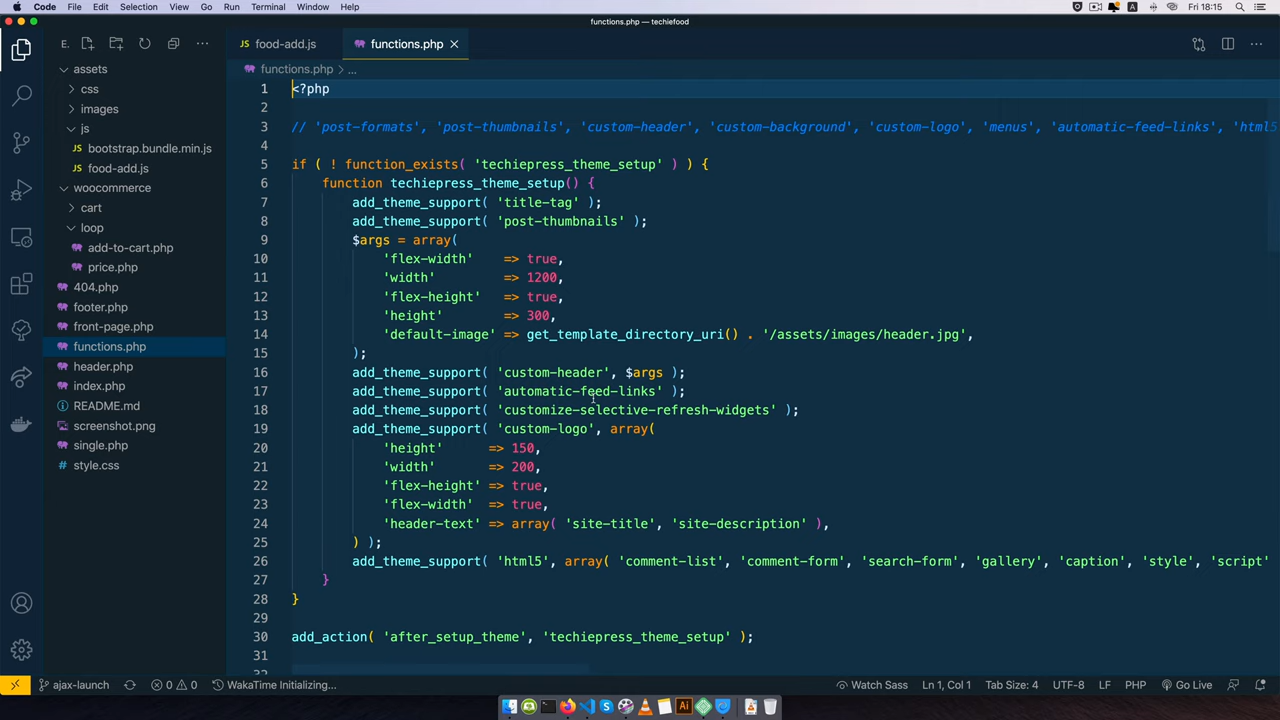 Code File Edit Selection View Go Run Terminal Window Help A Fri 18:15
functions.php — techiefood
E.
food-add.js functions.php
functions.php > ...
assets
css
images
js
bootstrap.bundle.min.js
food-add.js
woocommerce
cart
loop
add-to-cart.php
price.php
404.php
footer.php
front-page.php
functions.php
header.php
index.php
README.md
screenshot.png
single.php
style.css
1 <?php
2
3 // 'post-formats', 'post-thumbnails', 'custom-header', 'custom-background', 'custom-logo', 'menus', 'automatic-feed-links', 'html5
4
5 if ( ! function_exists( 'techiepress_theme_setup' ) ) {
6 function techiepress_theme_setup() {
7 add_theme_support( 'title-tag' );
8 add_theme_support( 'post-thumbnails' );
9 $args = array(
10 'flex-width' => true,
11 'width' => 1200,
12 'flex-height' => true,
13 'height' => 300,
14 'default-image' => get_template_directory_uri() . '/assets/images/header.jpg',
15 );
16 add_theme_support( 'custom-header', $args );
17 add_theme_support( 'automatic-feed-links' );
18 add_theme_support( 'customize-selective-refresh-widgets' );
19 add_theme_support( 'custom-logo', array(
20 'height' => 150,
21 'width' => 200,
22 'flex-height' => true,
23 'flex-width' => true,
24 'header-text' => array( 'site-title', 'site-description' ),
25 ) );
26 add_theme_support( 'html5', array( 'comment-list', 'comment-form', 'search-form', 'gallery', 'caption', 'style', 'script'
27 }
28 }
29
30 add_action( 'after_setup_theme', 'techiepress_theme_setup' );
31
ajax-launch 0 0 WakaTime Initializing... Watch Sass Ln 1, Col 1 Tab Size: 4 UTF-8 LF PHP Go Live
Ai